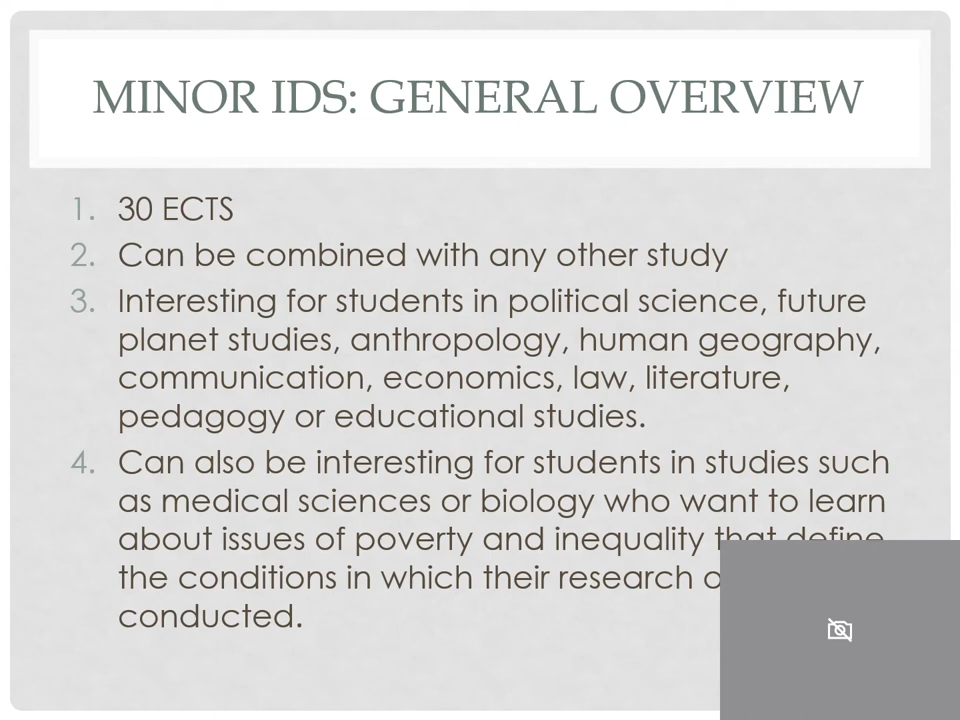 MINOR IDS: GENERAL OVERVIEW
1. 30 ECTS
2. Can be combined with any other study
3. Interesting for students in political science, future
planet studies, anthropology, human geography,
communication, economics, law, literature,
pedagogy or educational studies.
4. Can also be interesting for students in studies such
as medical sciences or biology who want to learn
about issues of poverty and inequality that define
the conditions in which their research
conducted.